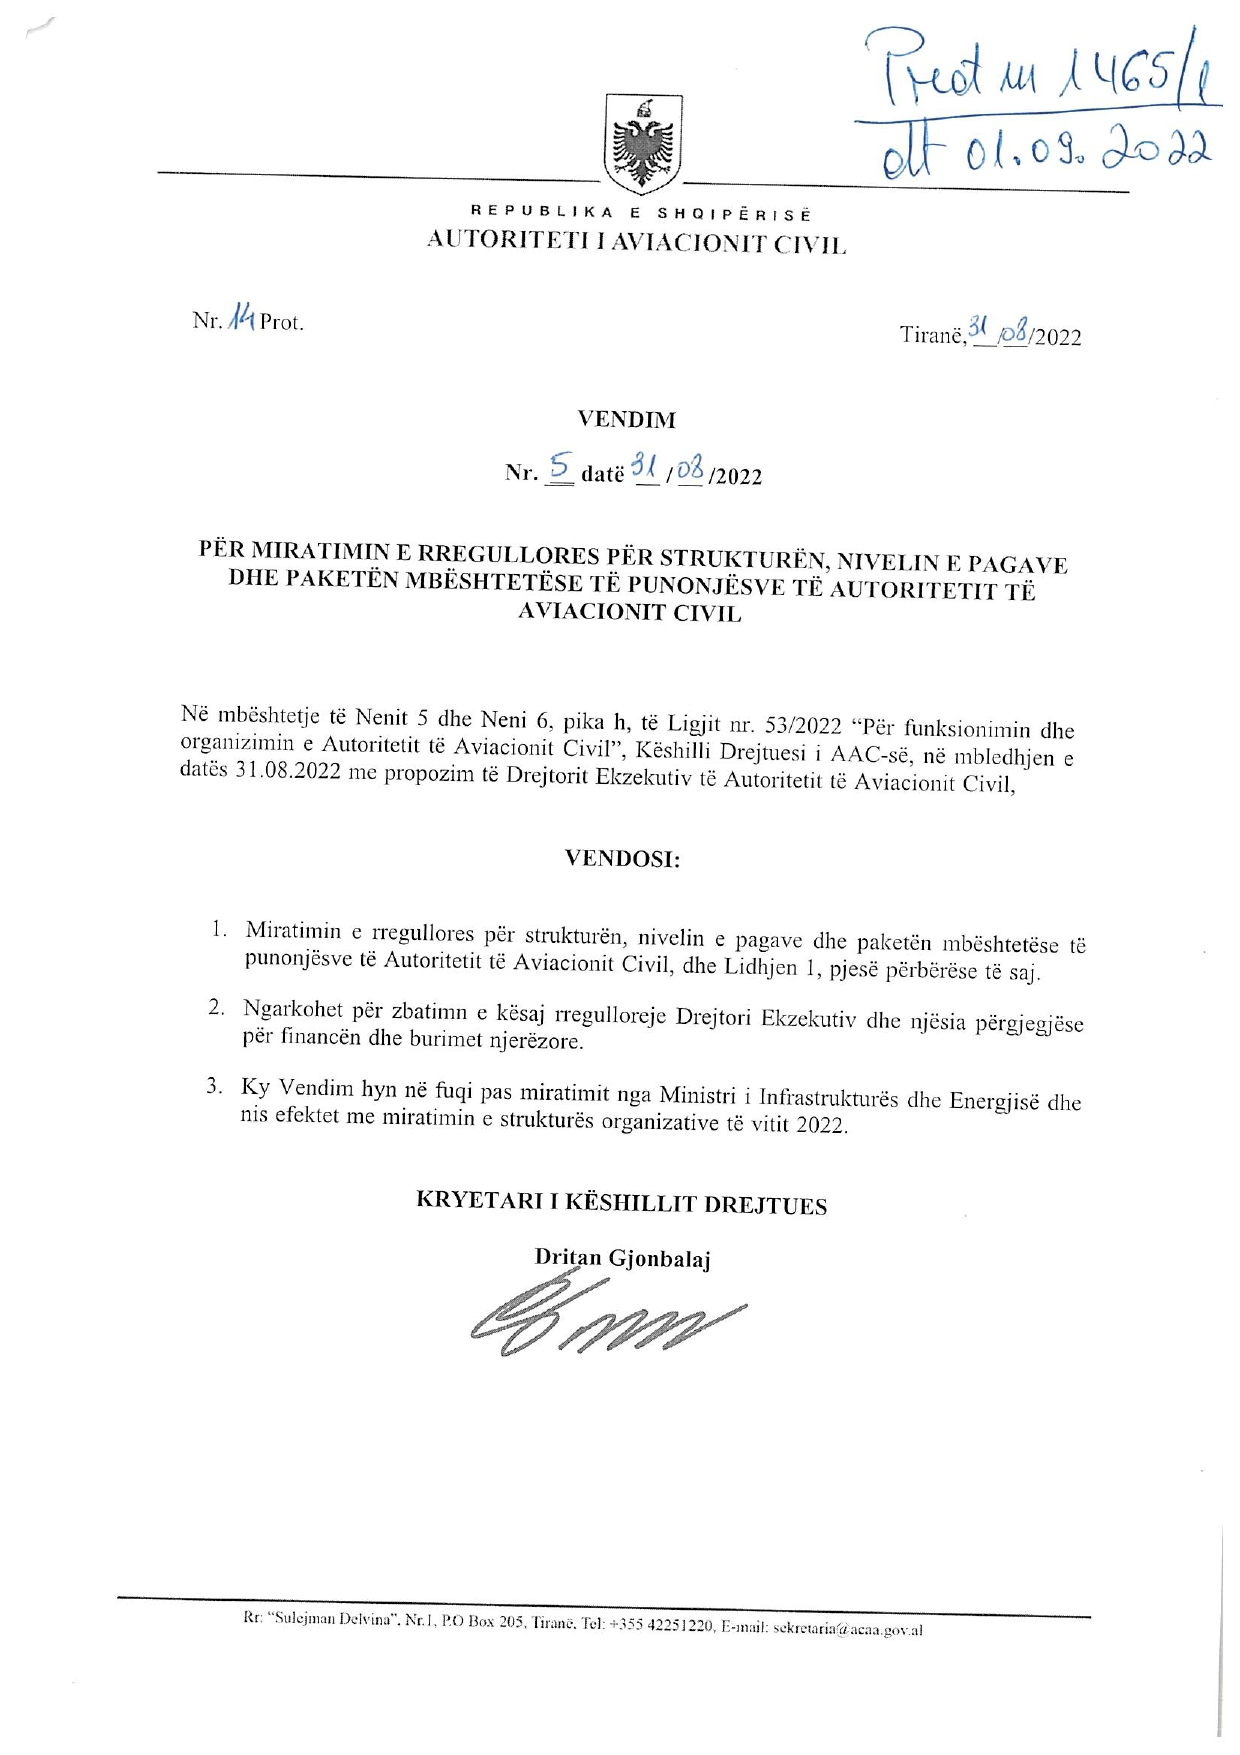 Prot nr 1465/1
dt 01.09.2022
REPUBLIKA E SHQIPËRISË
AUTORITETI I AVIACIONIT CIVIL
Nr. 14 Prot.
Tiranë, 31/08/2022
VENDIM
Nr. 5 datë 31/08/2022
PËR MIRATIMIN E RREGULLORES PËR STRUKTURËN, NIVELIN E PAGAVE
DHE PAKETËN MBËSHTETËSE TË PUNONJËSVE TË AUTORITETIT TË
AVIACIONIT CIVIL
Në mbështetje të Nenit 5 dhe Neni 6, pika h, të Ligjit nr. 53/2022 “Për funksionimin dhe
organizimin e Autoritetit të Aviacionit Civil”, Këshilli Drejtuesi i AAC-së, në mbledhjen e
datës 31.08.2022 me propozim të Drejtorit Ekzekutiv të Autoritetit të Aviacionit Civil,
VENDOSI:
1. Miratimin e rregullores për strukturën, nivelin e pagave dhe paketën mbështetëse të
punonjësve të Autoritetit të Aviacionit Civil, dhe Lidhjen 1, pjesë përbërëse të saj.
2. Ngarkohet për zbatimn e kësaj rregulloreje Drejtori Ekzekutiv dhe njësia përgjegjëse
për financën dhe burimet njerëzore.
3. Ky Vendim hyn në fuqi pas miratimit nga Ministri i Infrastrukturës dhe Energjisë dhe
nis efektet me miratimin e strukturës organizative të vitit 2022.
KRYETARI I KËSHILLIT DREJTUES
Dritan Gjonbalaj
Rr: “Sulejman Delvina”, Nr.1, P.O Box 205, Tiranë, Tel: +355 42251220, E-mail: sekretaria@acaa.gov.al